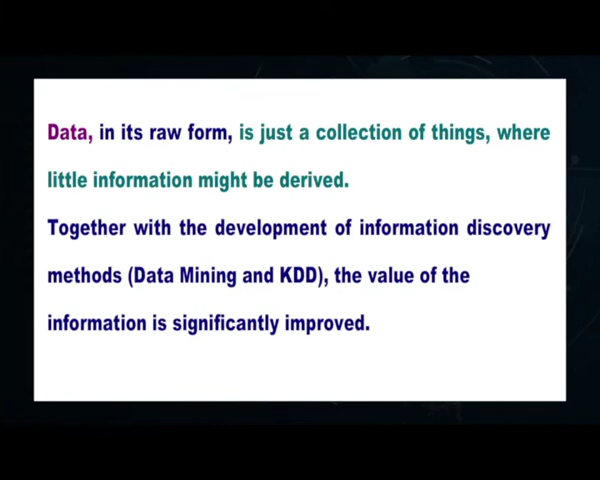 Data, in its raw form, is just a collection of things, where
little information might be derived.
Together with the development of information discovery
methods (Data Mining and KDD), the value of the
information is significantly improved.